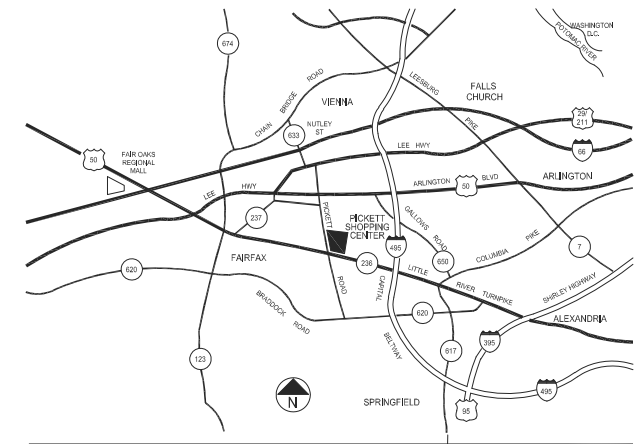 WASHINGTON
D.C.
POTOMAC RIVER
674
CHAIN BRIDGE ROAD
LEESBURG PIKE
FALLS
CHURCH
VIENNA
633
NUTLEY
ST
29/
211
66
LEE HWY
50
FAIR OAKS
REGIONAL
MALL
LEE HWY
ARLINGTON BLVD
50
ARLINGTON
237
PICKETT ROAD
PICKETT
SHOPPING
CENTER
GALLOWS ROAD
495
COLUMBIA PIKE
7
FAIRFAX
236
LITTLE RIVER TURNPIKE
650
620
BRADDOCK ROAD
CAPITAL BELTWAY
SHIRLEY HIGHWAY
620
ALEXANDRIA
123
617
395
N
SPRINGFIELD
95
495